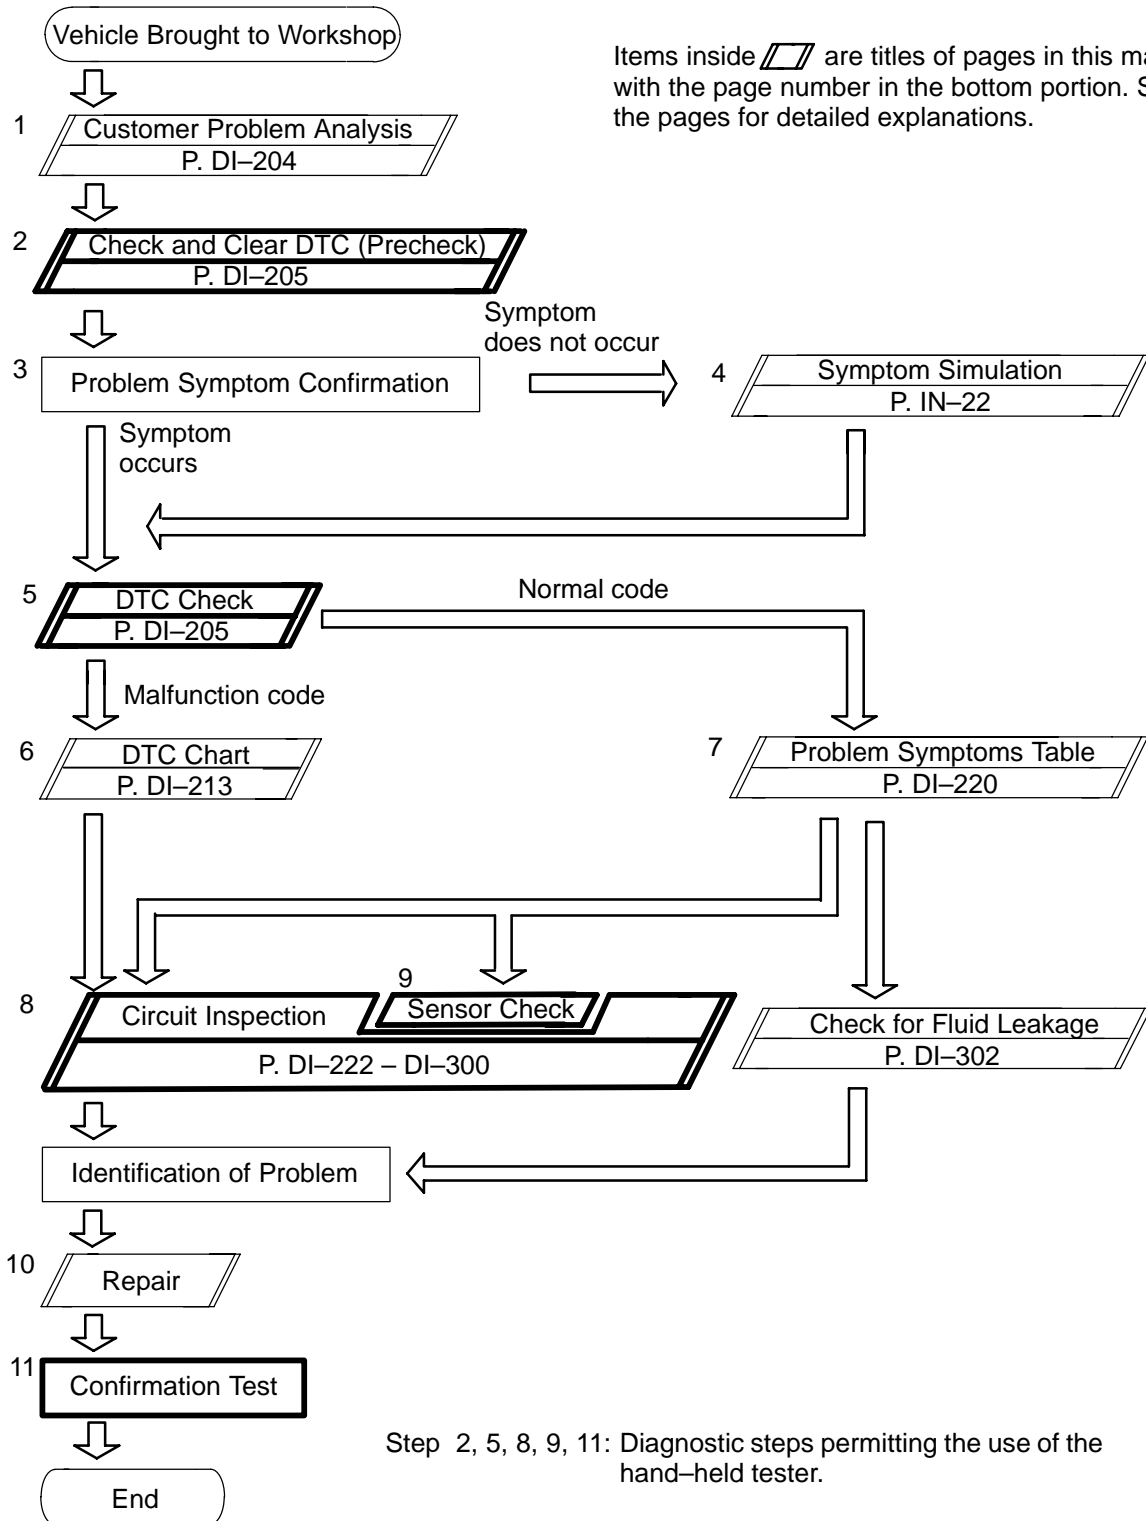 Vehicle Brought to Workshop
Items inside are titles of pages in this
with the page number in the bottom portion.
the pages for detailed explanations.
1
Customer Problem Analysis
P. DI–204
2
Check and Clear DTC (Precheck)
P. DI–205
Symptom
does not occur
3
Problem Symptom Confirmation
4
Symptom Simulation
P. IN–22
Symptom
occurs
5
DTC Check
P. DI–205
Normal code
Malfunction code
6
DTC Chart
P. DI–213
7
Problem Symptoms Table
P. DI–220
8
Circuit Inspection
9
Sensor Check
P. DI–222 – DI–300
Check for Fluid Leakage
P. DI–302
Identification of Problem
10
Repair
11
Confirmation Test
Step 2, 5, 8, 9, 11: Diagnostic steps permitting the use of the
hand–held tester.
End